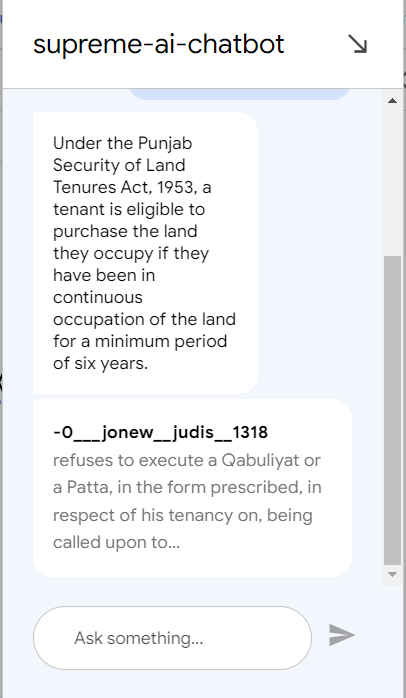 supreme-ai-chatbot
Under the Punjab
Security of Land
Tenures Act, 1953, a
tenant is eligible to
purchase the land
they occupy if they
have been in
continuous
occupation of the land
for a minimum period
of six years.
-0___jonew__judis__1318
refuses to execute a Qabuliyat or
a Patta, in the form prescribed, in
respect of his tenancy on, being
called upon to...
Ask something...